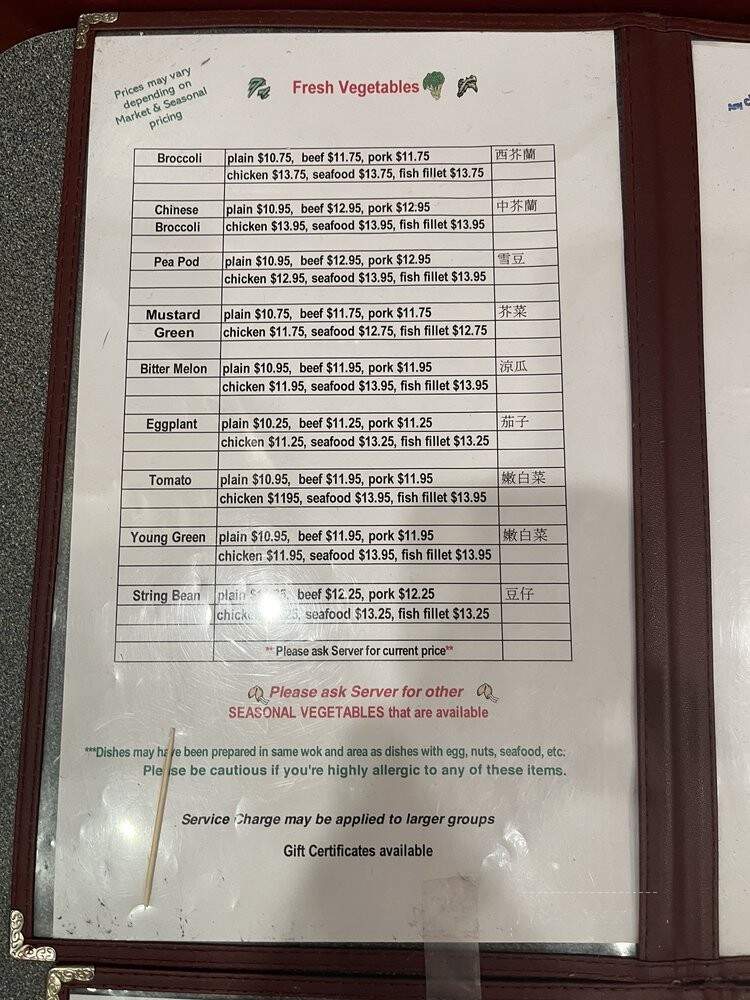 Prices may vary
depending on
Market & Seasonal
pricing
Fresh Vegetables
Broccoli plain $10.75, beef $11.75, pork $11.75 西芥蘭
chicken $13.75, seafood $13.75, fish fillet $13.75
Chinese plain $10.95, beef $12.95, pork $12.95 中芥蘭
Broccoli chicken $13.95, seafood $13.95, fish fillet $13.95
Pea Pod plain $10.95, beef $12.95, pork $12.95 雪豆
chicken $12.95, seafood $13.95, fish fillet $13.95
Mustard plain $10.75, beef $11.75, pork $11.75 芥菜
Green chicken $11.75, seafood $12.75, fish fillet $12.75
Bitter Melon plain $10.95, beef $11.95, pork $11.95 涼瓜
chicken $11.95, seafood $13.95, fish fillet $13.95
Eggplant plain $10.25, beef $11.25, pork $11.25 茄子
chicken $11.25, seafood $13.25, fish fillet $13.25
Tomato plain $10.95, beef $11.95, pork $11.95 嫩白菜
chicken $1195, seafood $13.95, fish fillet $13.95
Young Green plain $10.95, beef $11.95, pork $11.95 嫩白菜
chicken $11.95, seafood $13.95, fish fillet $13.95
String Bean plain beef $12.25, pork $12.25 豆仔
seafood $13.25, fish fillet $13.25
** Please ask Server for current price**
Please ask Server for other
SEASONAL VEGETABLES that are available
***Dishes may have been prepared in same wok and area as dishes with egg, nuts, seafood, etc.
Please be cautious if you're highly allergic to any of these items.
Service Charge may be applied to larger groups
Gift Certificates available